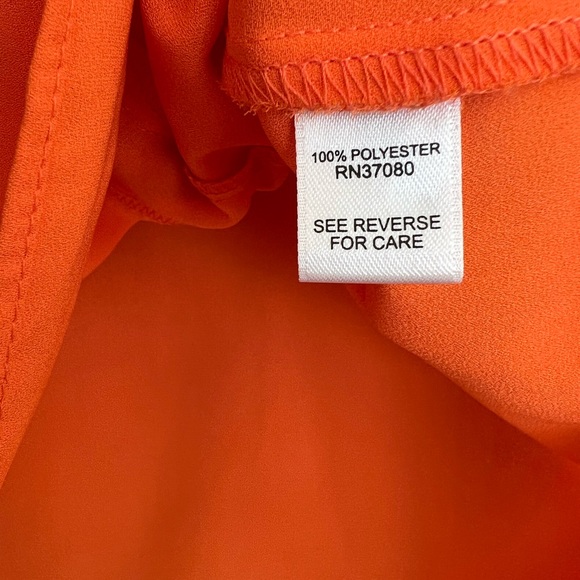 100% POLYESTER
RN37080
SEE REVERSE
FOR CARE